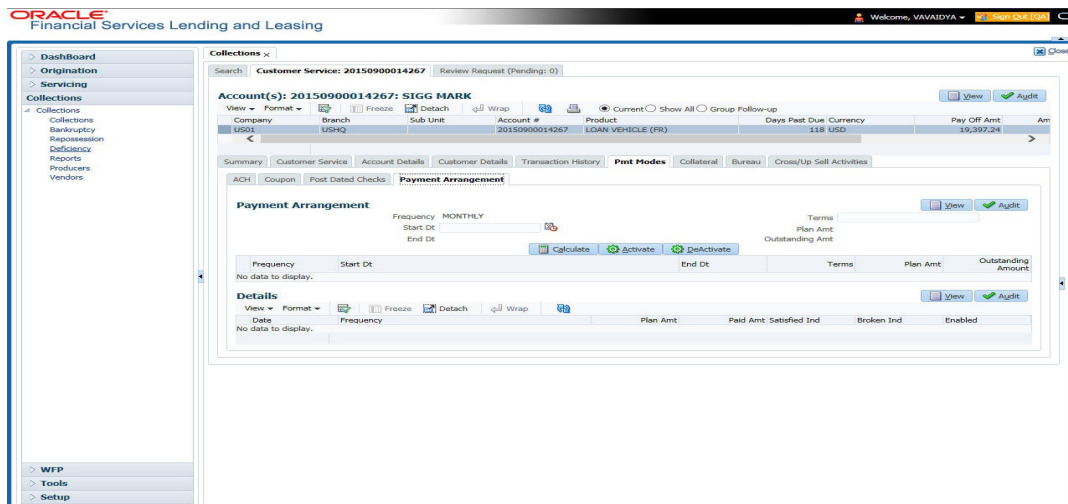 ORACLE
Financial Services Lending and Leasing
Welcome, VAVAIDYA
Sign Out [QA]
DashBoard
Origination
Servicing
Collections
Collections
Collections
Bankruptcy
Repossession
Deficiency
Reports
Producers
Vendors
WFP
Tools
Setup
Collections x
Close
Search Customer Service: 20150900014267 Review Request (Pending: 0)
Account(s): 20150900014267: SIGG MARK
View Audit
View Format Freeze Detach Wrap Current Show All Group Follow-up
Company Branch Sub Unit Account # Product Days Past Due Currency Pay Off Amt Am
US01 USHQ 20150900014267 LOAN VEHICLE (FR) 118 USD 19,397.24
Summary Customer Service Account Details Customer Details Transaction History Pmt Modes Collateral Bureau Cross/Up Sell Activities
ACH Coupon Post Dated Checks Payment Arrangement
Payment Arrangement
View Audit
Frequency MONTHLY Terms
Start Dt Plan Amt
End Dt Outstanding Amt
Calculate Activate DeActivate
Frequency Start Dt End Dt Terms Plan Amt Outstanding Amount
No data to display.
Details
View Audit
View Format Freeze Detach Wrap
Date Frequency Plan Amt Paid Amt Satisfied Ind Broken Ind Enabled
No data to display.